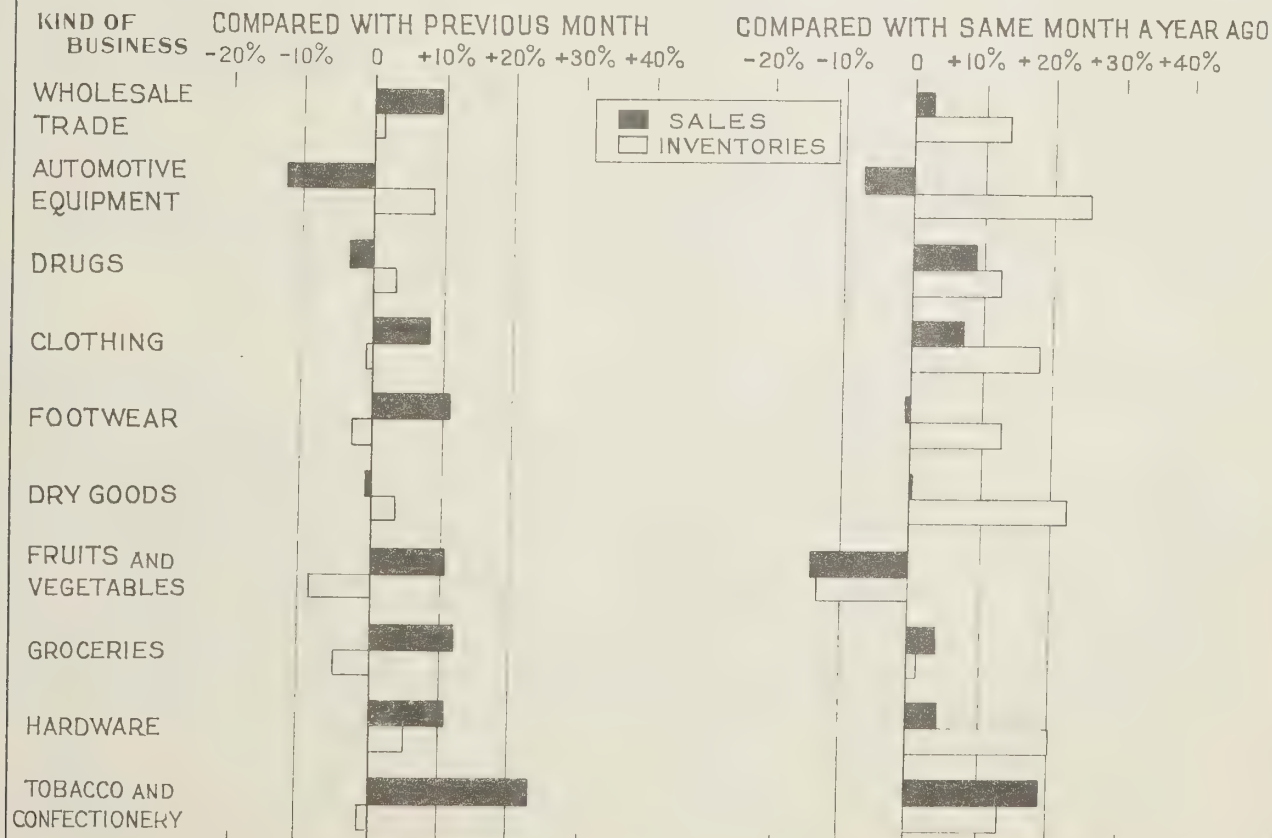 KIND OF
BUSINESS
COMPARED WITH PREVIOUS MONTH
-20% -10% 0 +10% +20% +30% +40%
COMPARED WITH SAME MONTH A YEAR AGO
-20% -10% 0 +10% +20% +30% +40%
SALES
INVENTORIES
WHOLESALE
TRADE
AUTOMOTIVE
EQUIPMENT
DRUGS
CLOTHING
FOOTWEAR
DRY GOODS
FRUITS AND
VEGETABLES
GROCERIES
HARDWARE
TOBACCO AND
CONFECTIONERY